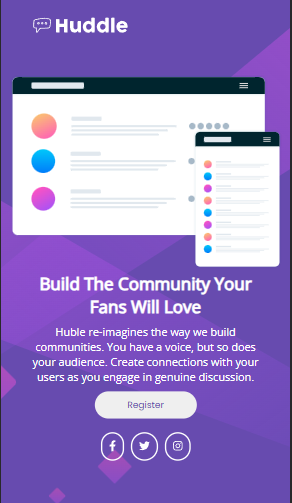 Huddle
Build The Community Your
Fans Will Love
Huble re-imagines the way we build
communities. You have a voice, but so does
your audience. Create connections with your
users as you engage in genuine discussion.
Register